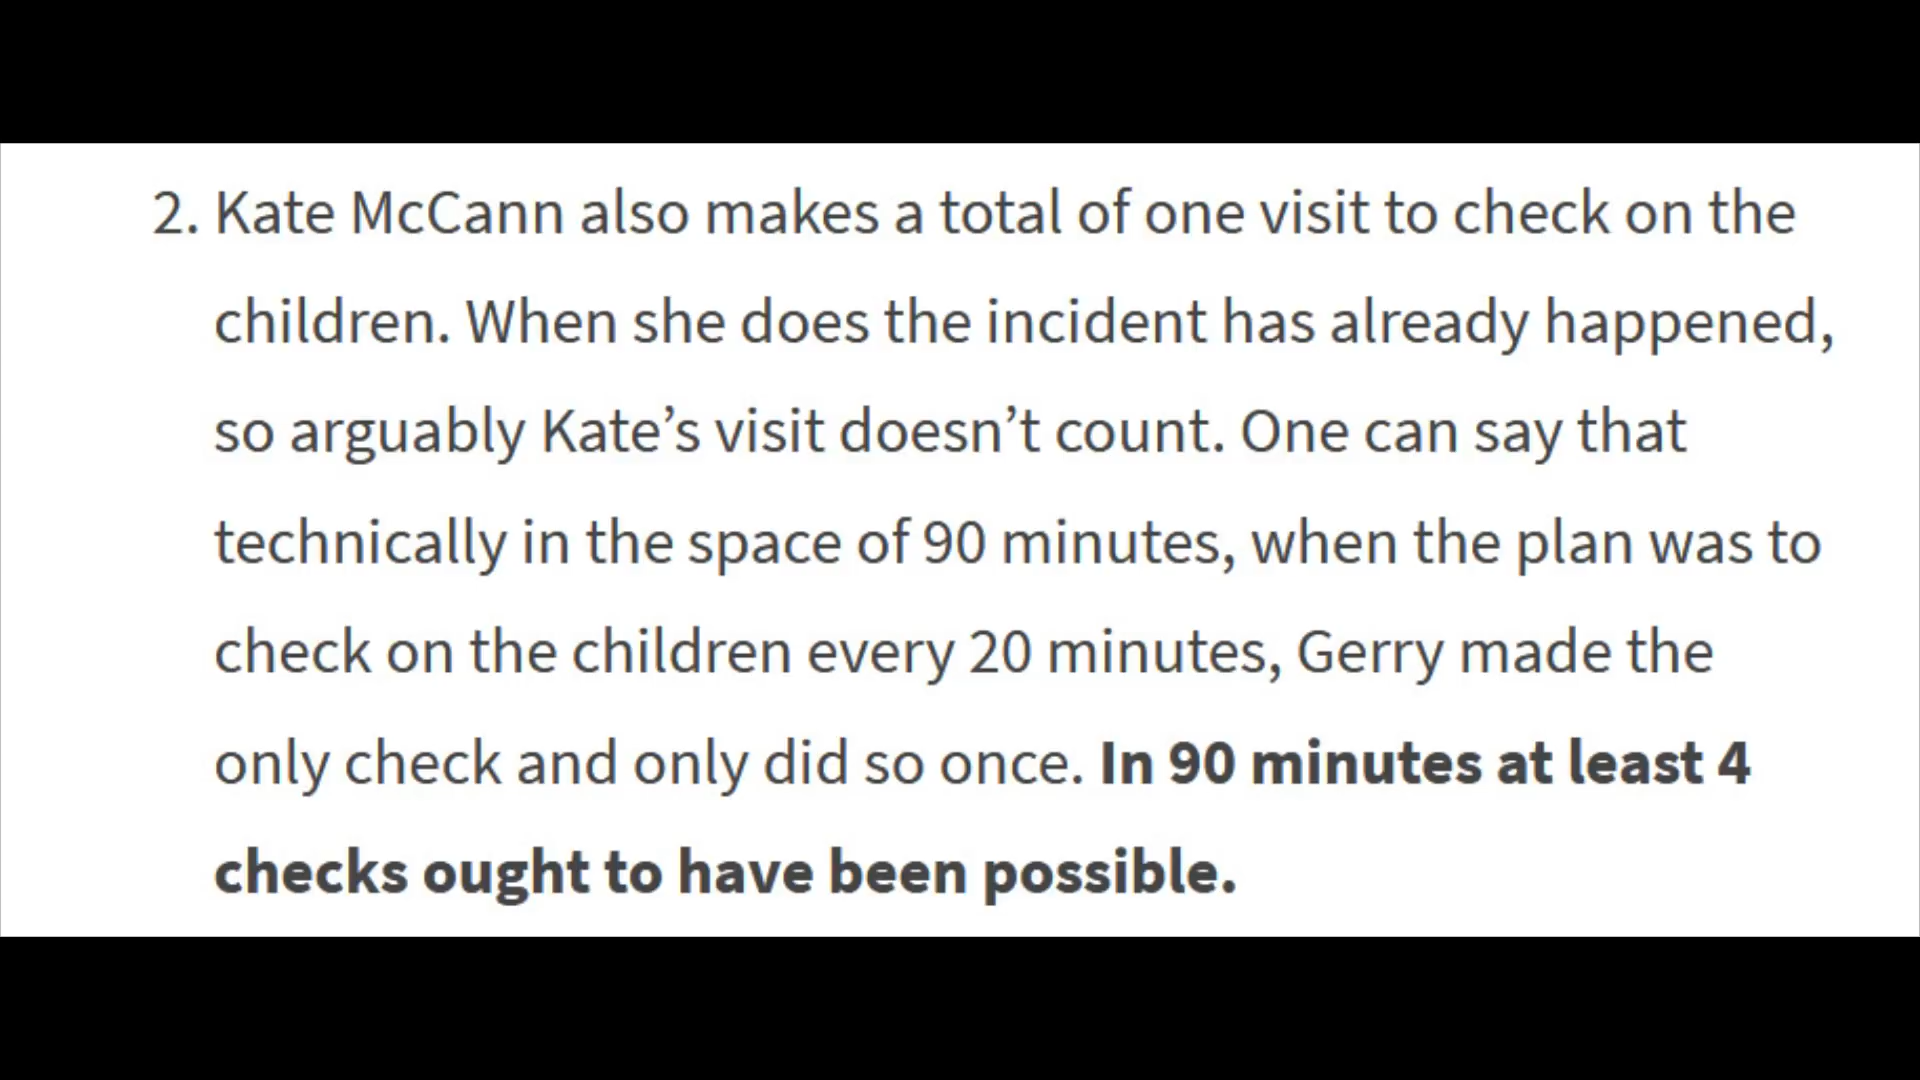 2. Kate McCann also makes a total of one visit to check on the
children. When she does the incident has already happened,
so arguably Kate’s visit doesn’t count. One can say that
technically in the space of 90 minutes, when the plan was to
check on the children every 20 minutes, Gerry made the
only check and only did so once. In 90 minutes at least 4
checks ought to have been possible.